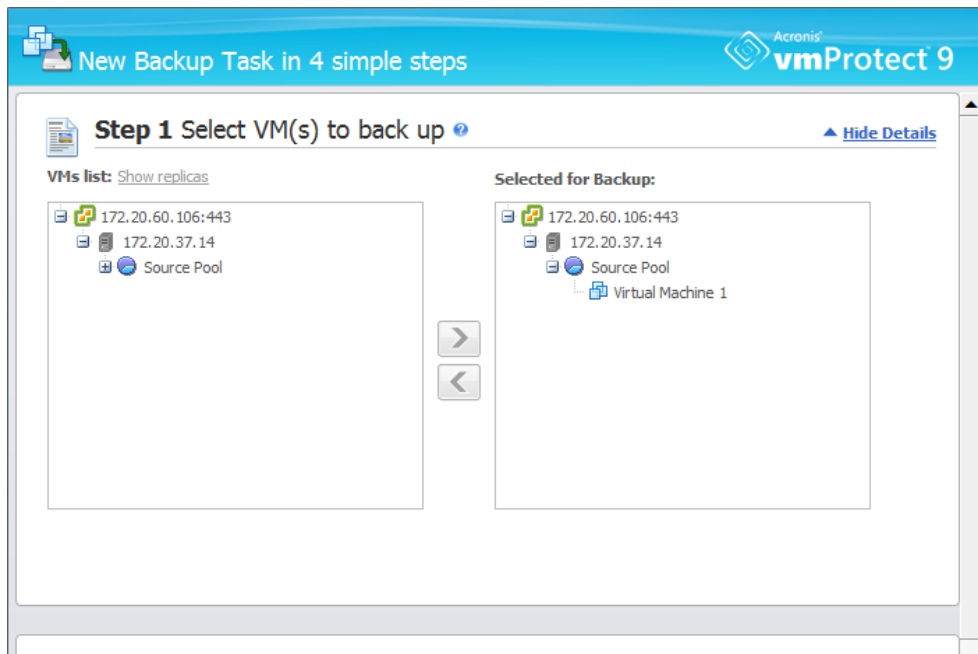 New Backup Task in 4 simple steps
Acronis®
vmProtect™ 9
Step 1 Select VM(s) to back up ?
Hide Details
VMs list: Show replicas
172.20.60.106:443
172.20.37.14
Source Pool
Selected for Backup:
172.20.60.106:443
172.20.37.14
Source Pool
Virtual Machine 1